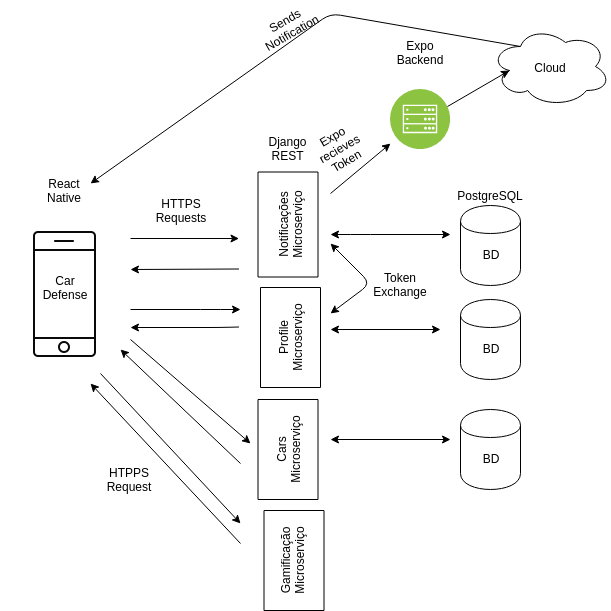 Sends
Notification
Expo
Backend
Cloud
Django
REST
Expo
recieves
Token
React
Native
HTTPS
Requests
Notificações
Microserviço
PostgreSQL
BD
Car
Defense
Token
Exchange
Profile
Microserviço
BD
Cars
Microserviço
BD
HTPPS
Request
Gamificação
Microserviço